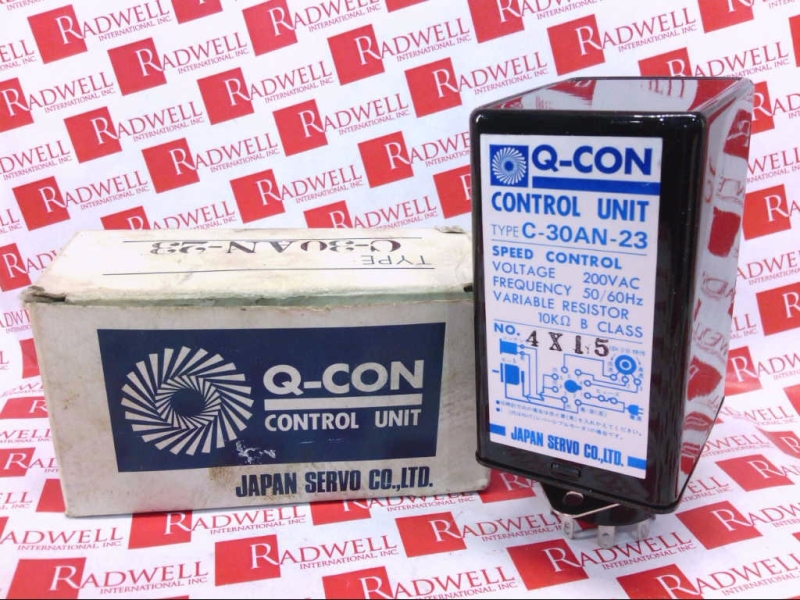 RADWELL
INTERNATIONAL, INC.
TYPE C-30AN-23
Q-CON
CONTROL UNIT
JAPAN SERVO CO.,LTD.
Q-CON
CONTROL UNIT
TYPE C-30AN-23
SPEED CONTROL
VOLTAGE 200VAC
FREQUENCY 50/60Hz
VARIABLE RESISTOR
10KΩ B CLASS
NO. 4 X 1.5
JAPAN SERVO CO.,LTD.